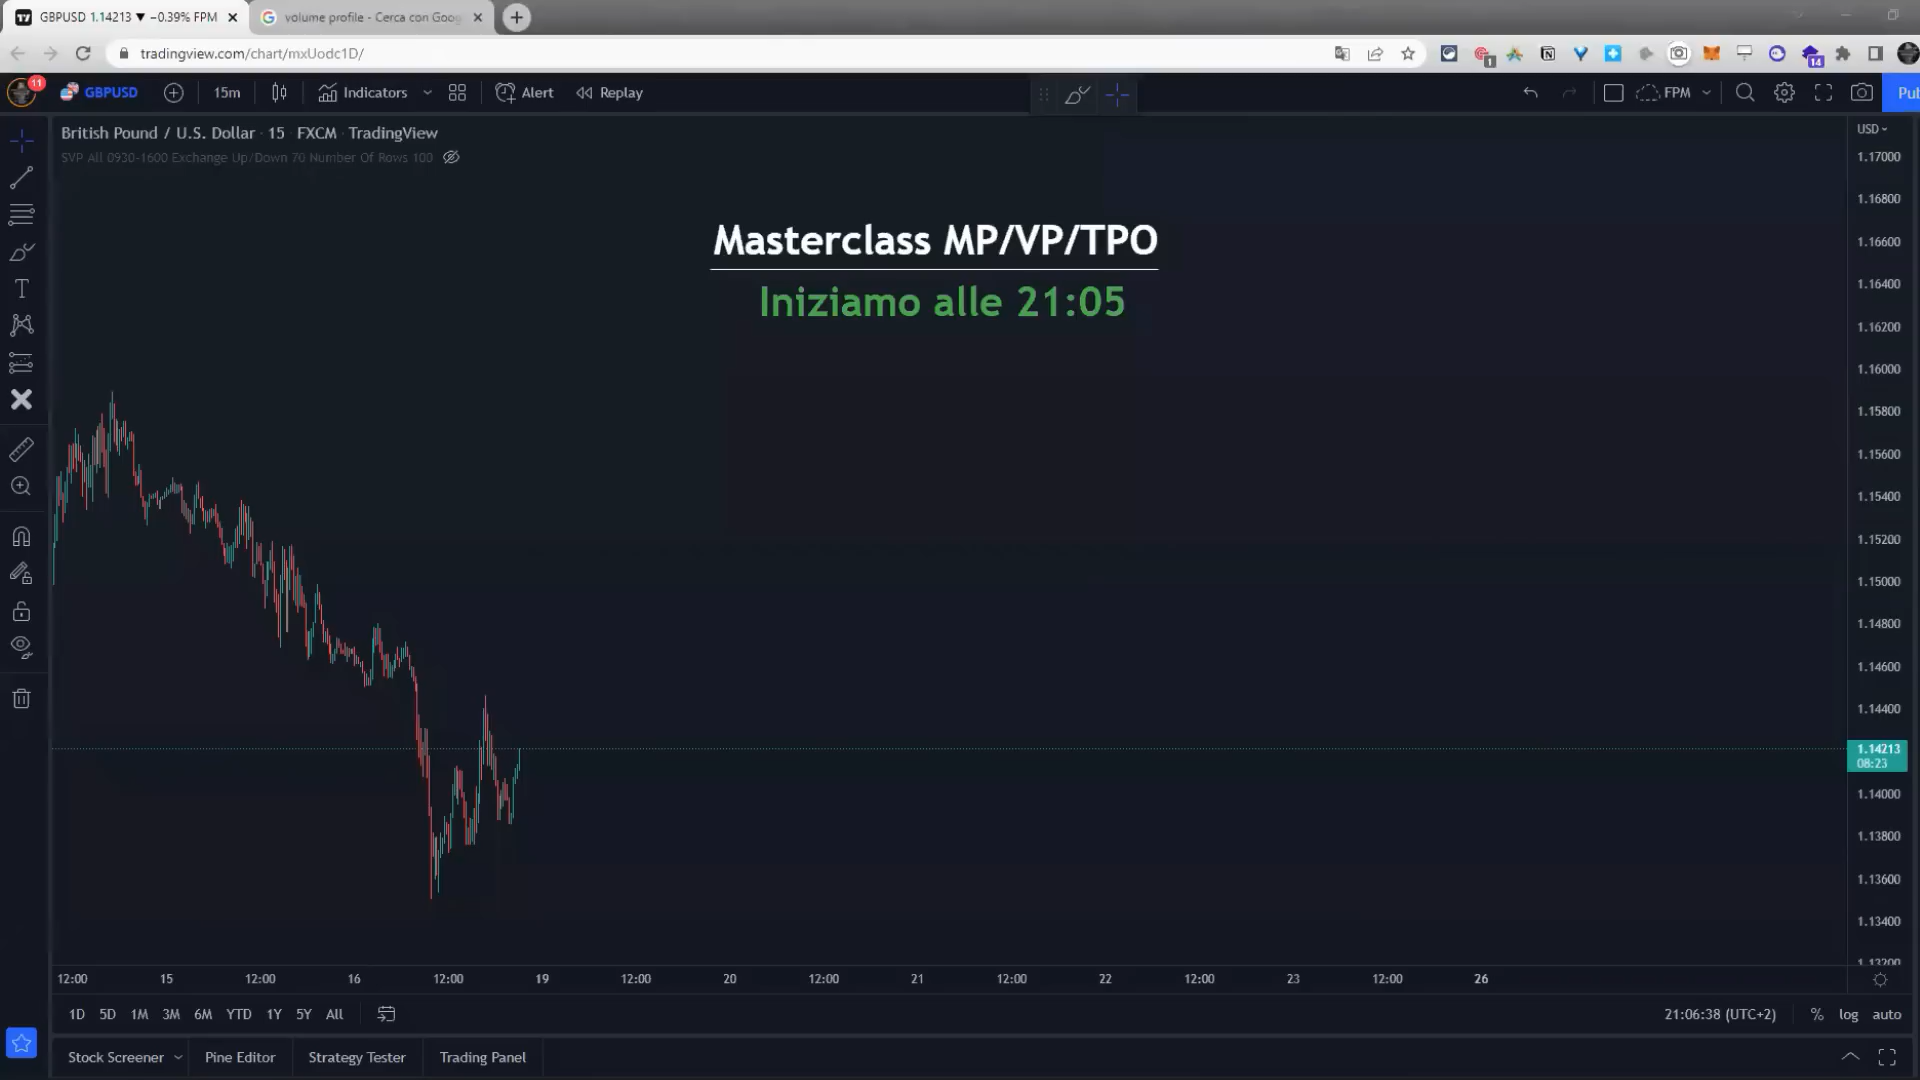 GBPUSD 1.14213 ▼ −0.39% FPM
volume profile - Cerca con Goog
tradingview.com/chart/mxUodc1D/
1
14
11
GBPUSD
15m
Indicators
Alert
Replay
FPM
Pub
British Pound / U.S. Dollar · 15 · FXCM · TradingView
SVP All 0930-1600 Exchange Up/Down 70 Number Of Rows 100
Masterclass MP/VP/TPO
Iniziamo alle 21:05
USD
1.17000
1.16800
1.16600
1.16400
1.16200
1.16000
1.15800
1.15600
1.15400
1.15200
1.15000
1.14800
1.14600
1.14400
1.14213
08:23
1.14000
1.13800
1.13600
1.13400
1.13200
12:00 15 12:00 16 12:00 19 12:00 20 12:00 21 12:00 22 12:00 23 12:00 26
1D 5D 1M 3M 6M YTD 1Y 5Y All
21:06:38 (UTC+2) % log auto
Stock Screener Pine Editor Strategy Tester Trading Panel